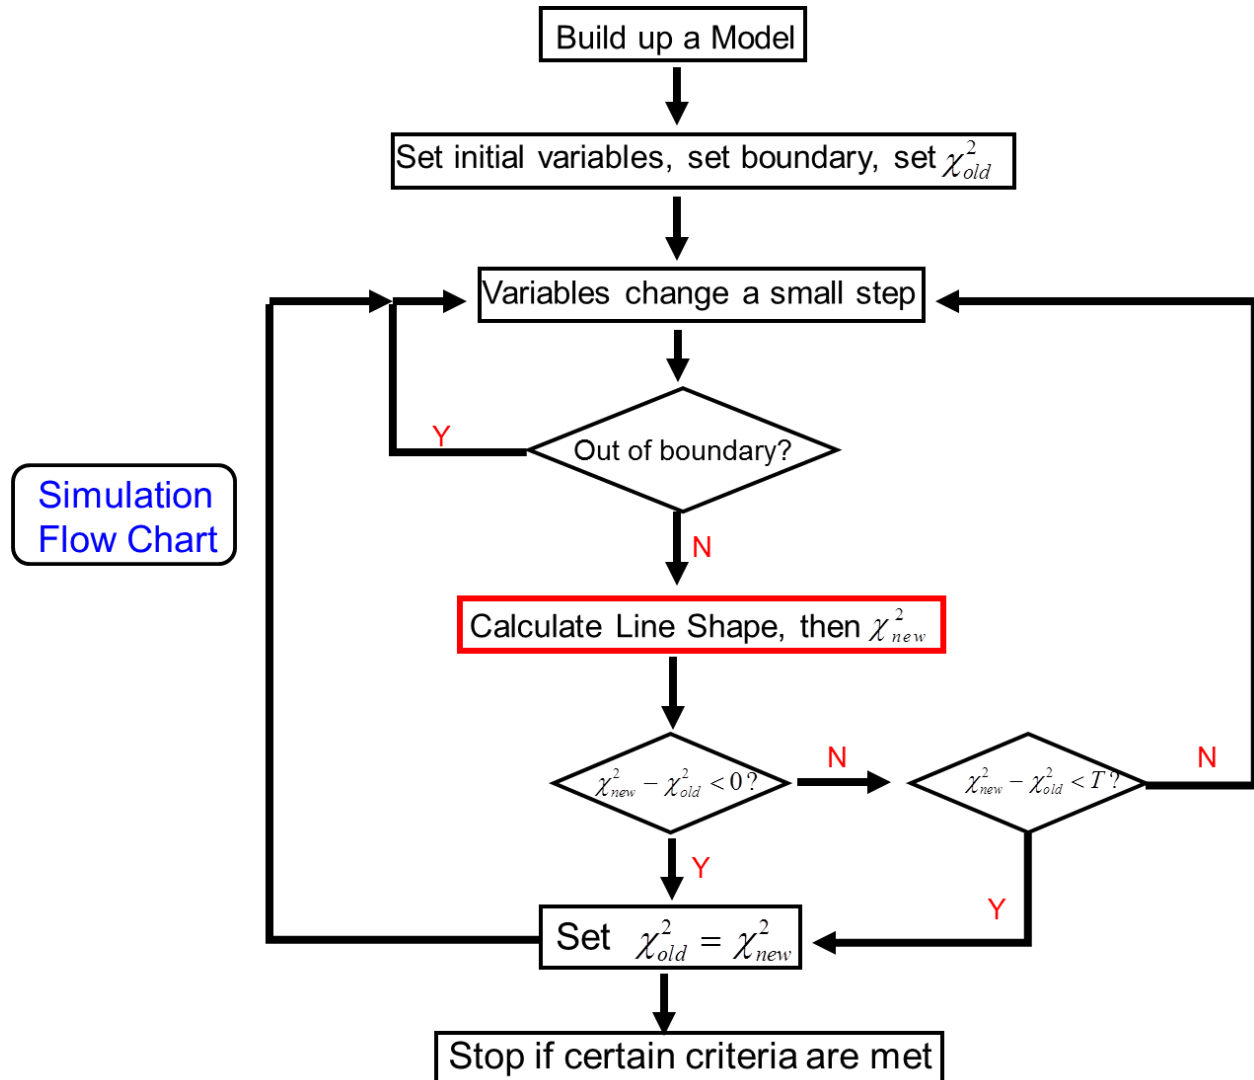 Build up a Model
Set initial variables, set boundary, set χ²old
Variables change a small step
Out of boundary?
Y
Simulation
Flow Chart
N
Calculate Line Shape, then χ²new
χ²new − χ²old < 0?
N
χ²new − χ²old < T?
N
Y
Y
Set χ²old = χ²new
Stop if certain criteria are met